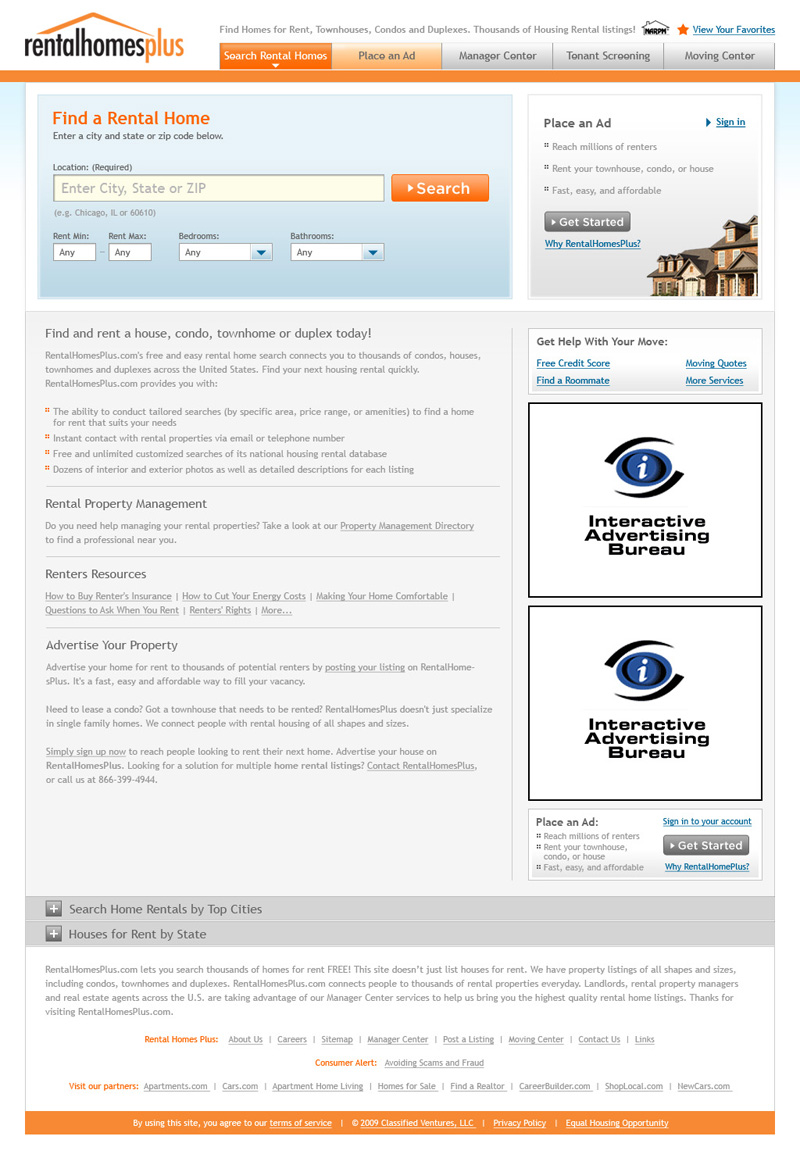 rentalhomesplus
Find Homes for Rent, Townhouses, Condos and Duplexes. Thousands of Housing Rental listings!
NARPM
View Your Favorites
Search Rental Homes
Place an Ad
Manager Center
Tenant Screening
Moving Center
Find a Rental Home
Enter a city and state or zip code below.
Location: (Required)
Enter City, State or ZIP
Search
(e.g. Chicago, IL or 60610)
Rent Min:
Rent Max:
Bedrooms:
Bathrooms:
Any
–
Any
Any
Any
Place an Ad
Sign in
Reach millions of renters
Rent your townhouse, condo, or house
Fast, easy, and affordable
Get Started
Why RentalHomesPlus?
Find and rent a house, condo, townhome or duplex today!
RentalHomesPlus.com's free and easy rental home search connects you to thousands of condos, houses,
townhomes and duplexes across the United States. Find your next housing rental quickly.
RentalHomesPlus.com provides you with:
The ability to conduct tailored searches (by specific area, price range, or amenities) to find a home
for rent that suits your needs
Instant contact with rental properties via email or telephone number
Free and unlimited customized searches of its national housing rental database
Dozens of interior and exterior photos as well as detailed descriptions for each listing
Rental Property Management
Do you need help managing your rental properties? Take a look at our Property Management Directory
to find a professional near you.
Renters Resources
How to Buy Renter's Insurance | How to Cut Your Energy Costs | Making Your Home Comfortable |
Questions to Ask When You Rent | Renters' Rights | More...
Advertise Your Property
Advertise your home for rent to thousands of potential renters by posting your listing on RentalHome-
sPlus. It's a fast, easy and affordable way to fill your vacancy.
Need to lease a condo? Got a townhouse that needs to be rented? RentalHomesPlus doesn't just specialize
in single family homes. We connect people with rental housing of all shapes and sizes.
Simply sign up now to reach people looking to rent their next home. Advertise your house on
RentalHomesPlus. Looking for a solution for multiple home rental listings? Contact RentalHomesPlus,
or call us at 866-399-4944.
Get Help With Your Move:
Free Credit Score
Moving Quotes
Find a Roommate
More Services
i
Interactive
Advertising
Bureau
i
Interactive
Advertising
Bureau
Place an Ad:
Sign in to your account
Reach millions of renters
Rent your townhouse,
condo, or house
Fast, easy, and affordable
Get Started
Why RentalHomePlus?
Search Home Rentals by Top Cities
Houses for Rent by State
RentalHomesPlus.com lets you search thousands of homes for rent FREE! This site doesn't just list houses for rent. We have property listings of all shapes and sizes,
including condos, townhomes and duplexes. RentalHomesPlus.com connects people to thousands of rental properties everyday. Landlords, rental property managers
and real estate agents across the U.S. are taking advantage of our Manager Center services to help us bring you the highest quality rental home listings. Thanks for
visiting RentalHomesPlus.com.
Rental Homes Plus: About Us | Careers | Sitemap | Manager Center | Post a Listing | Moving Center | Contact Us | Links
Consumer Alert: Avoiding Scams and Fraud
Visit our partners: Apartments.com | Cars.com | Apartment Home Living | Homes for Sale | Find a Realtor | CareerBuilder.com | ShopLocal.com | NewCars.com
By using this site, you agree to our terms of service | © 2009 Classified Ventures, LLC | Privacy Policy | Equal Housing Opportunity